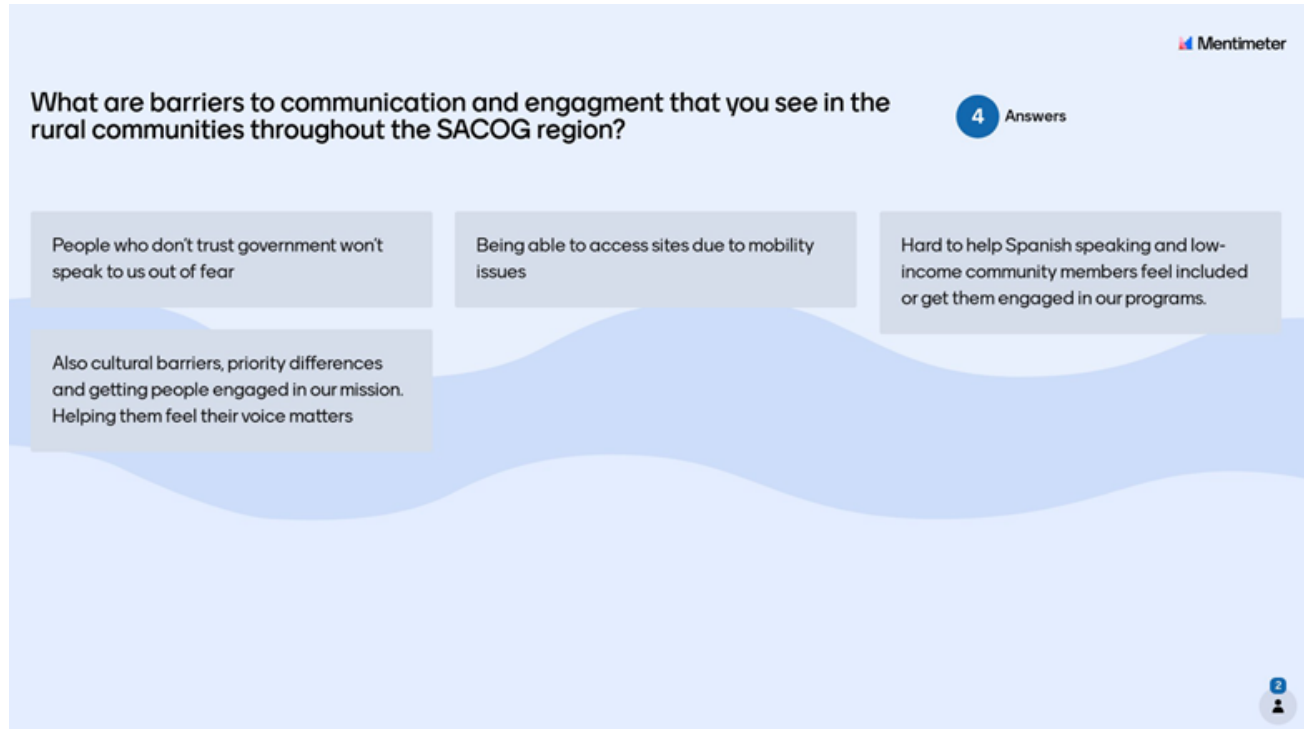 Mentimeter
What are barriers to communication and engagment that you see in the
rural communities throughout the SACOG region?
4 Answers
People who don't trust government won't
speak to us out of fear
Being able to access sites due to mobility
issues
Hard to help Spanish speaking and low-
income community members feel included
or get them engaged in our programs.
Also cultural barriers, priority differences
and getting people engaged in our mission.
Helping them feel their voice matters
2